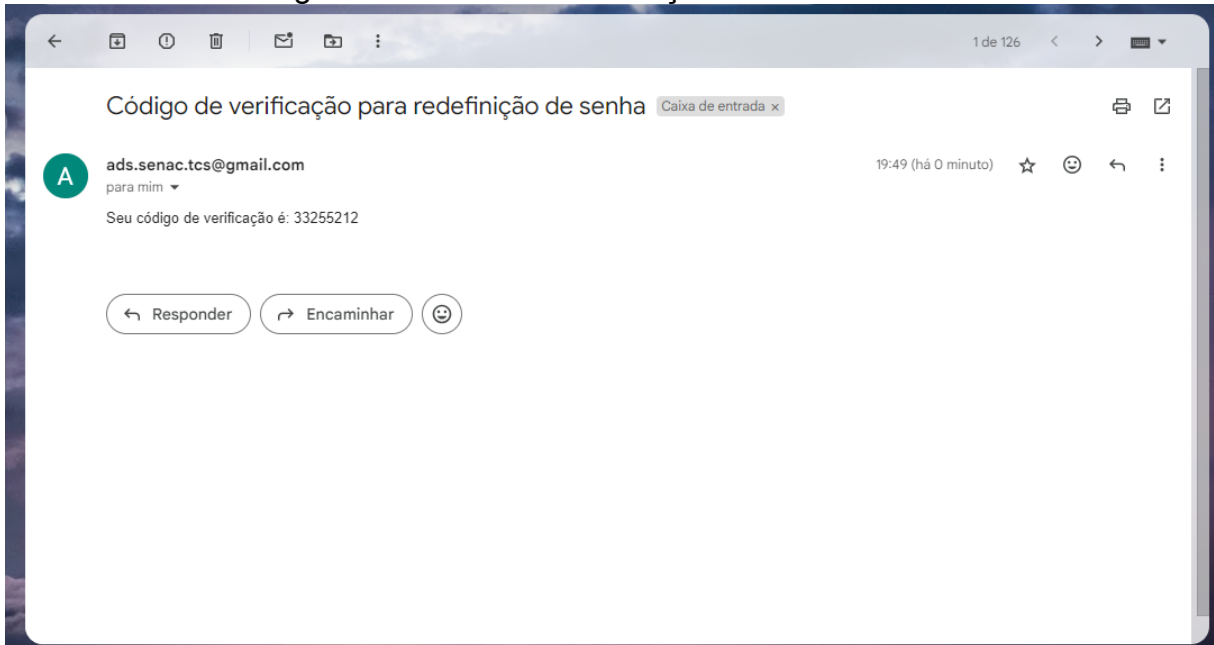 1 de 126
Código de verificação para redefinição de senha Caixa de entrada x
A
ads.senac.tcs@gmail.com 19:49 (há 0 minuto)
para mim
Seu código de verificação é: 33255212
Responder Encaminhar